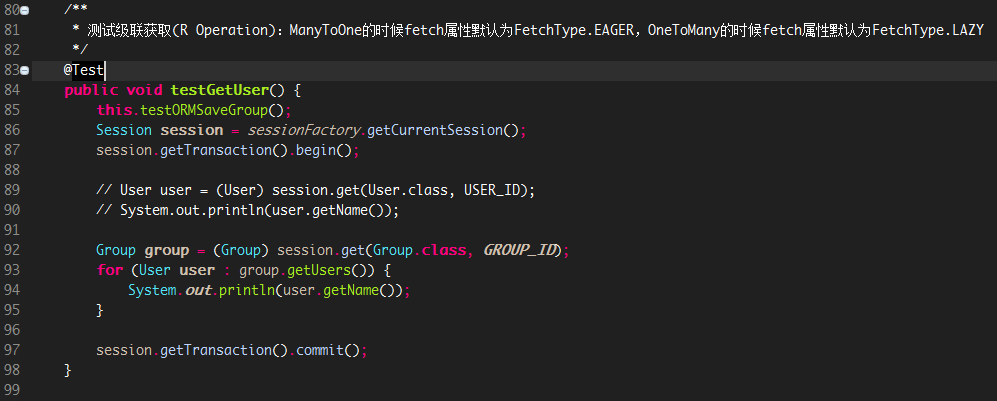 80 /**
81 * 测试级联获取(R Operation)：ManyToOne的时候fetch属性默认为FetchType.EAGER，OneToMany的时候fetch属性默认为FetchType.LAZY
82 */
83 @Test
84 public void testGetUser() {
85 this.testORMSaveGroup();
86 Session session = sessionFactory.getCurrentSession();
87 session.getTransaction().begin();
88
89 // User user = (User) session.get(User.class, USER_ID);
90 // System.out.println(user.getName());
91
92 Group group = (Group) session.get(Group.class, GROUP_ID);
93 for (User user : group.getUsers()) {
94 System.out.println(user.getName());
95 }
96
97 session.getTransaction().commit();
98 }
99